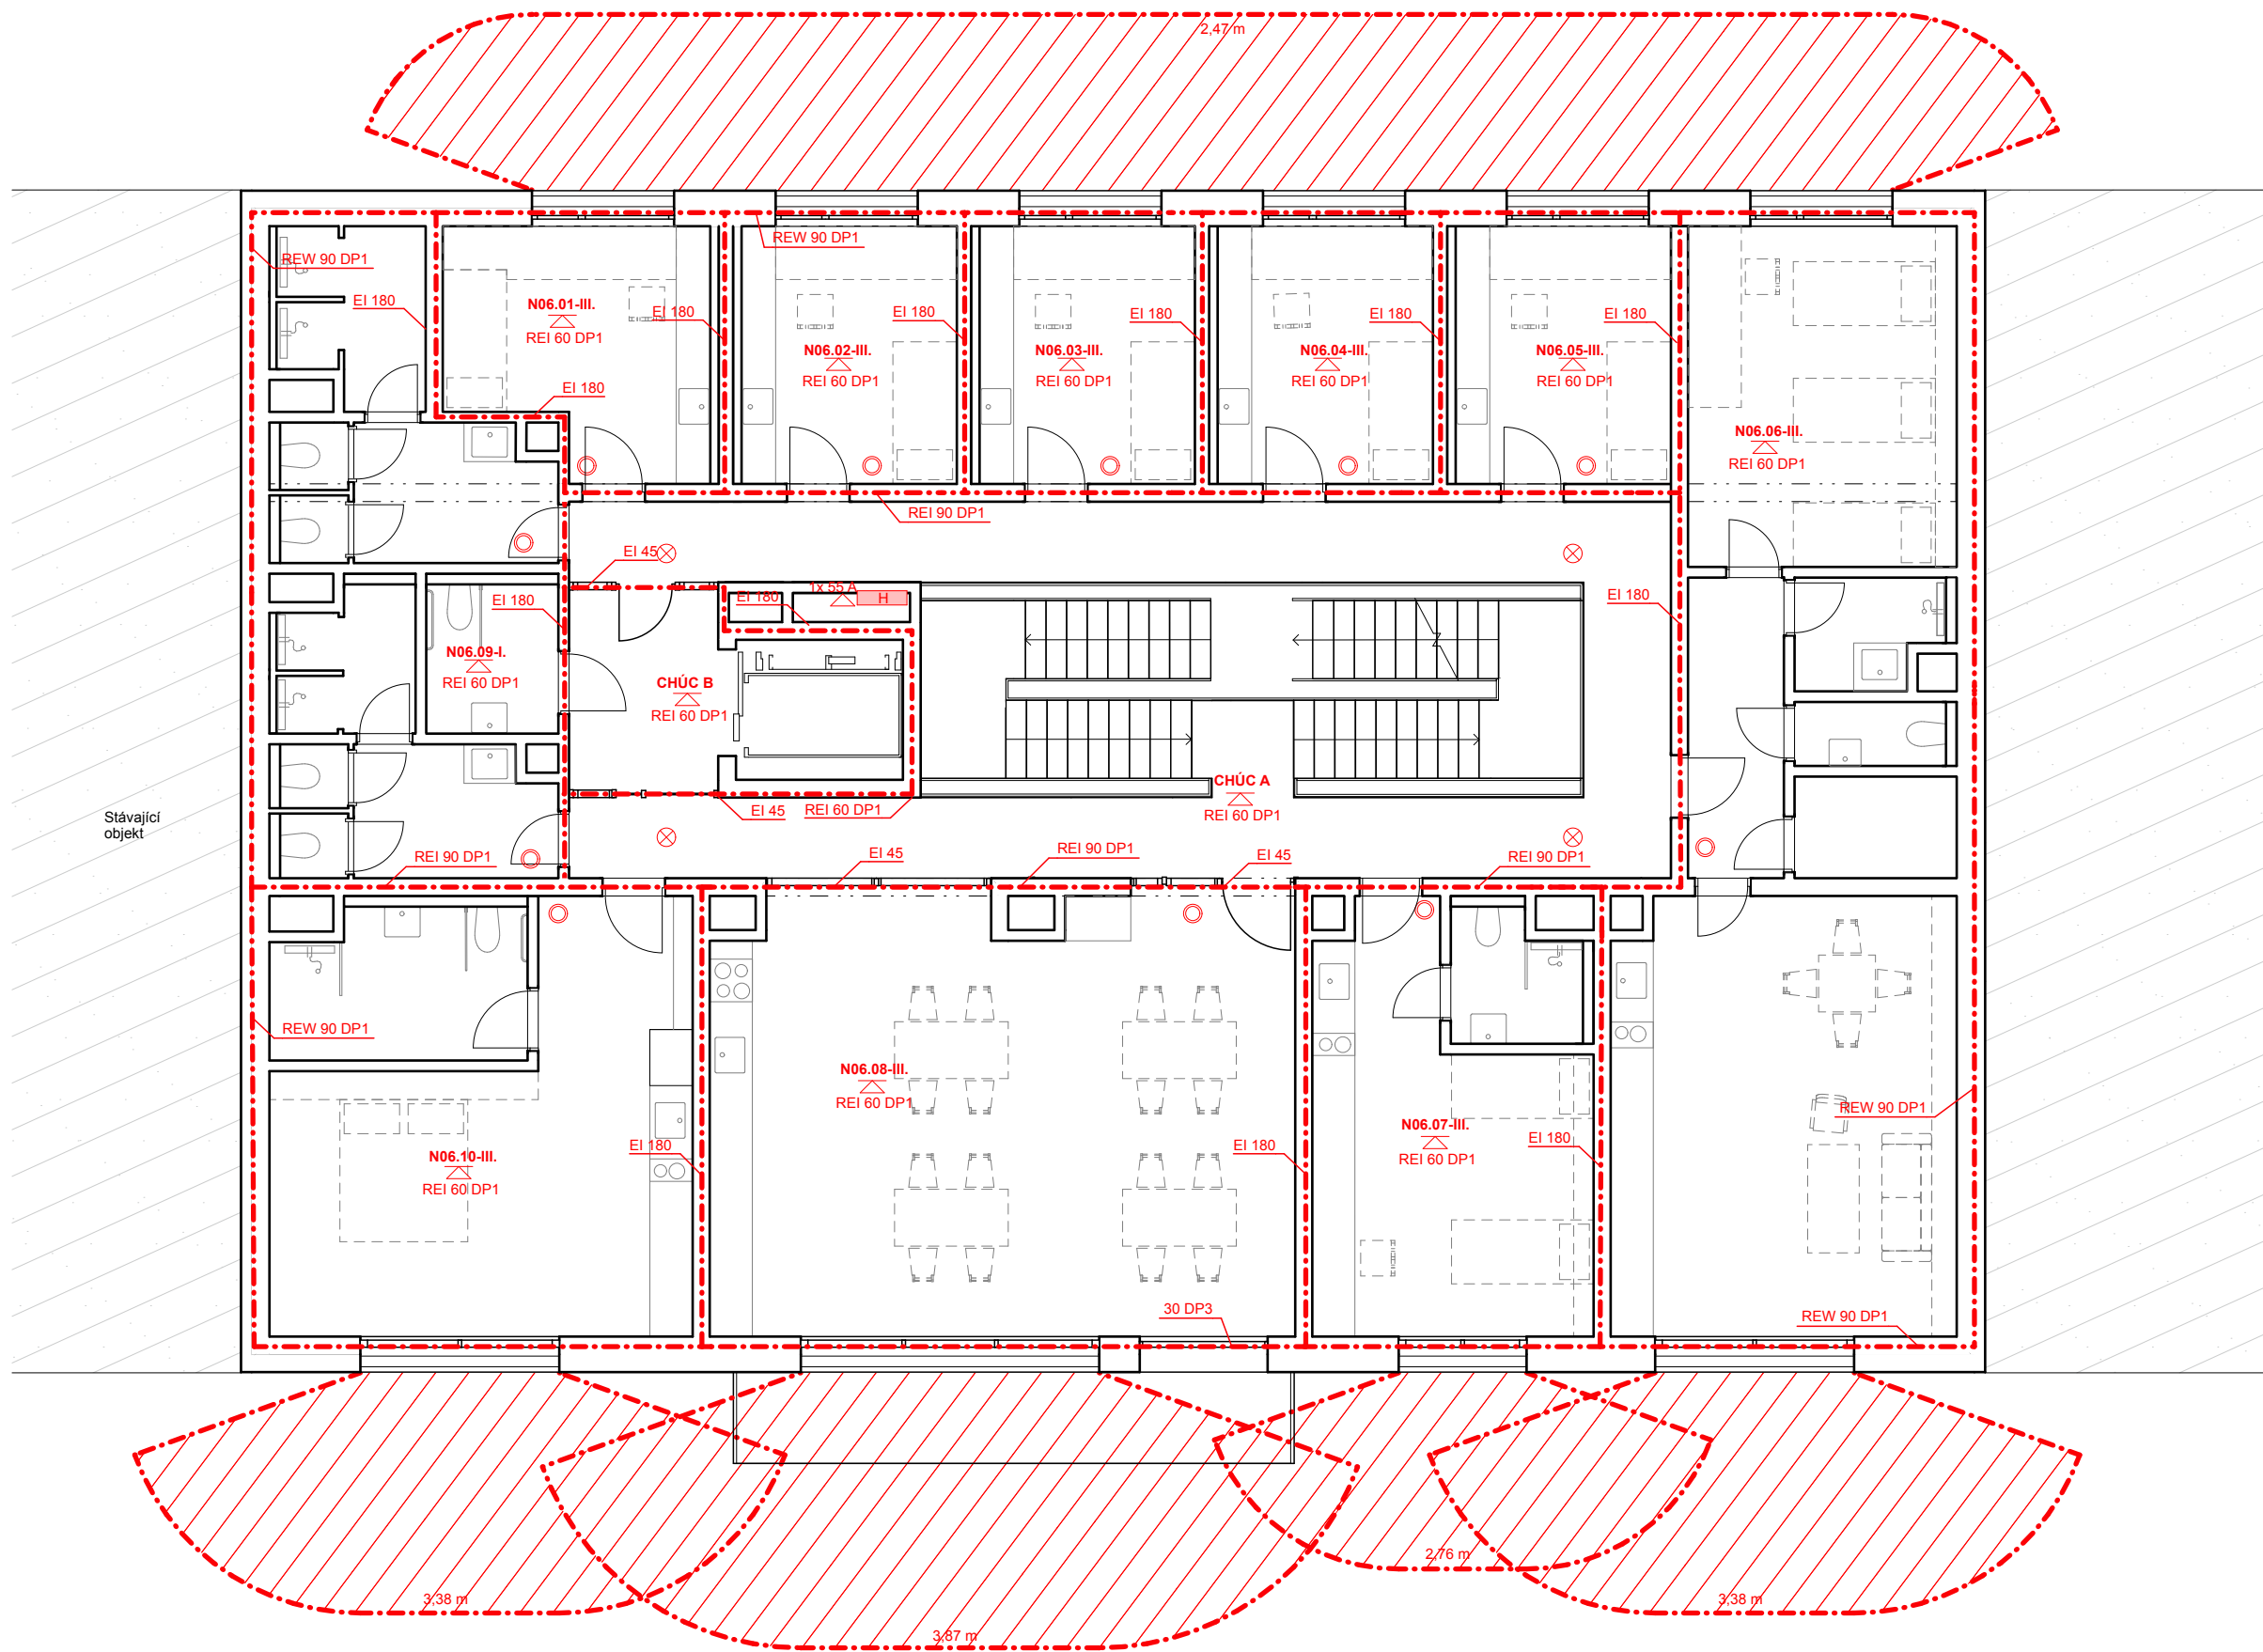 2,47 m
REW 90 DP1
REW 90 DP1
EI 180
N06.01-III.
REI 60 DP1
EI 180
EI 180
EI 180
EI 180
EI 180
EI 180
N06.02-III.
REI 60 DP1
N06.03-III.
REI 60 DP1
N06.04-III.
REI 60 DP1
N06.05-III.
REI 60 DP1
N06.06-III.
REI 60 DP1
REI 90 DP1
EI 45
1x 55 A
H
EI 180
EI 180
EI 180
N06.09-I.
REI 60 DP1
CHÚC B
REI 60 DP1
CHÚC A
REI 60 DP1
EI 45
REI 60 DP1
Stávající
objekt
REI 90 DP1
EI 45
REI 90 DP1
EI 45
REI 90 DP1
REW 90 DP1
N06.08-III.
REI 60 DP1
REW 90 DP1
N06.07-III.
REI 60 DP1
EI 180
EI 180
EI 180
N06.10-III.
REI 60 DP1
30 DP3
REW 90 DP1
2,76 m
3,38 m
3,38 m
3,87 m